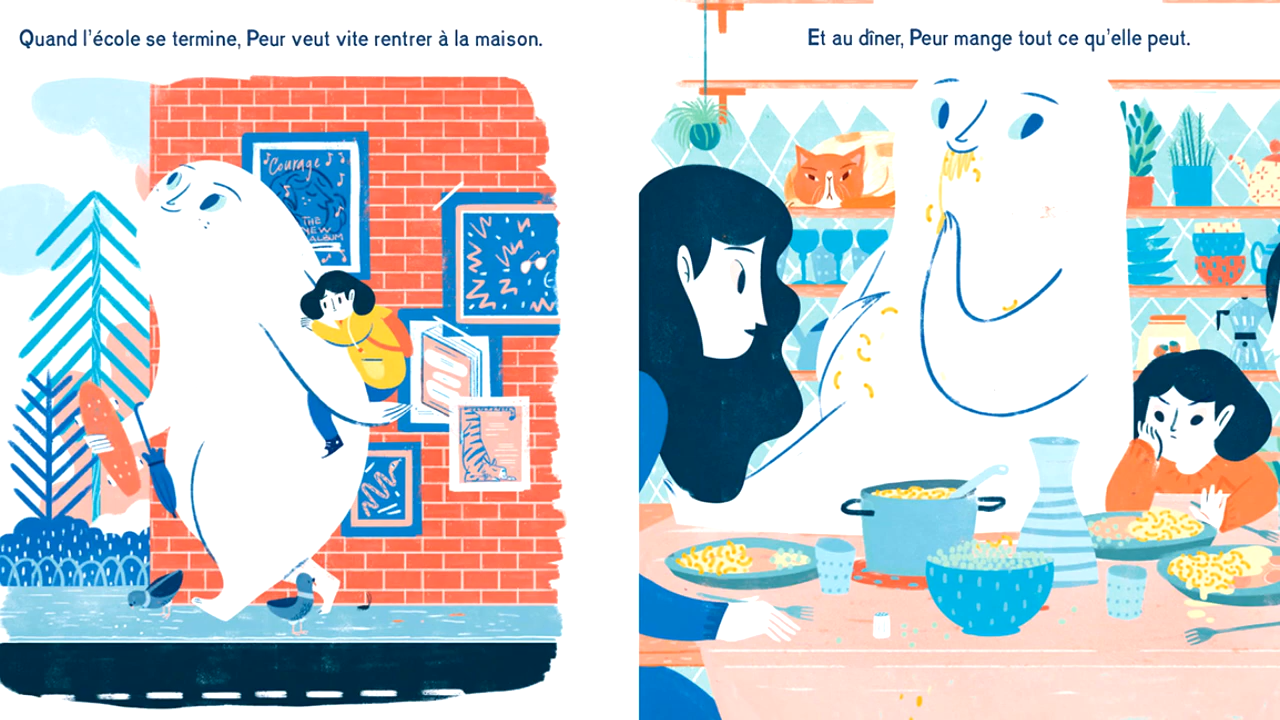 Quand l'école se termine, Peur veut vite rentrer à la maison.
Courage
THE
NEW
ALBUM
Et au dîner, Peur mange tout ce qu'elle peut.